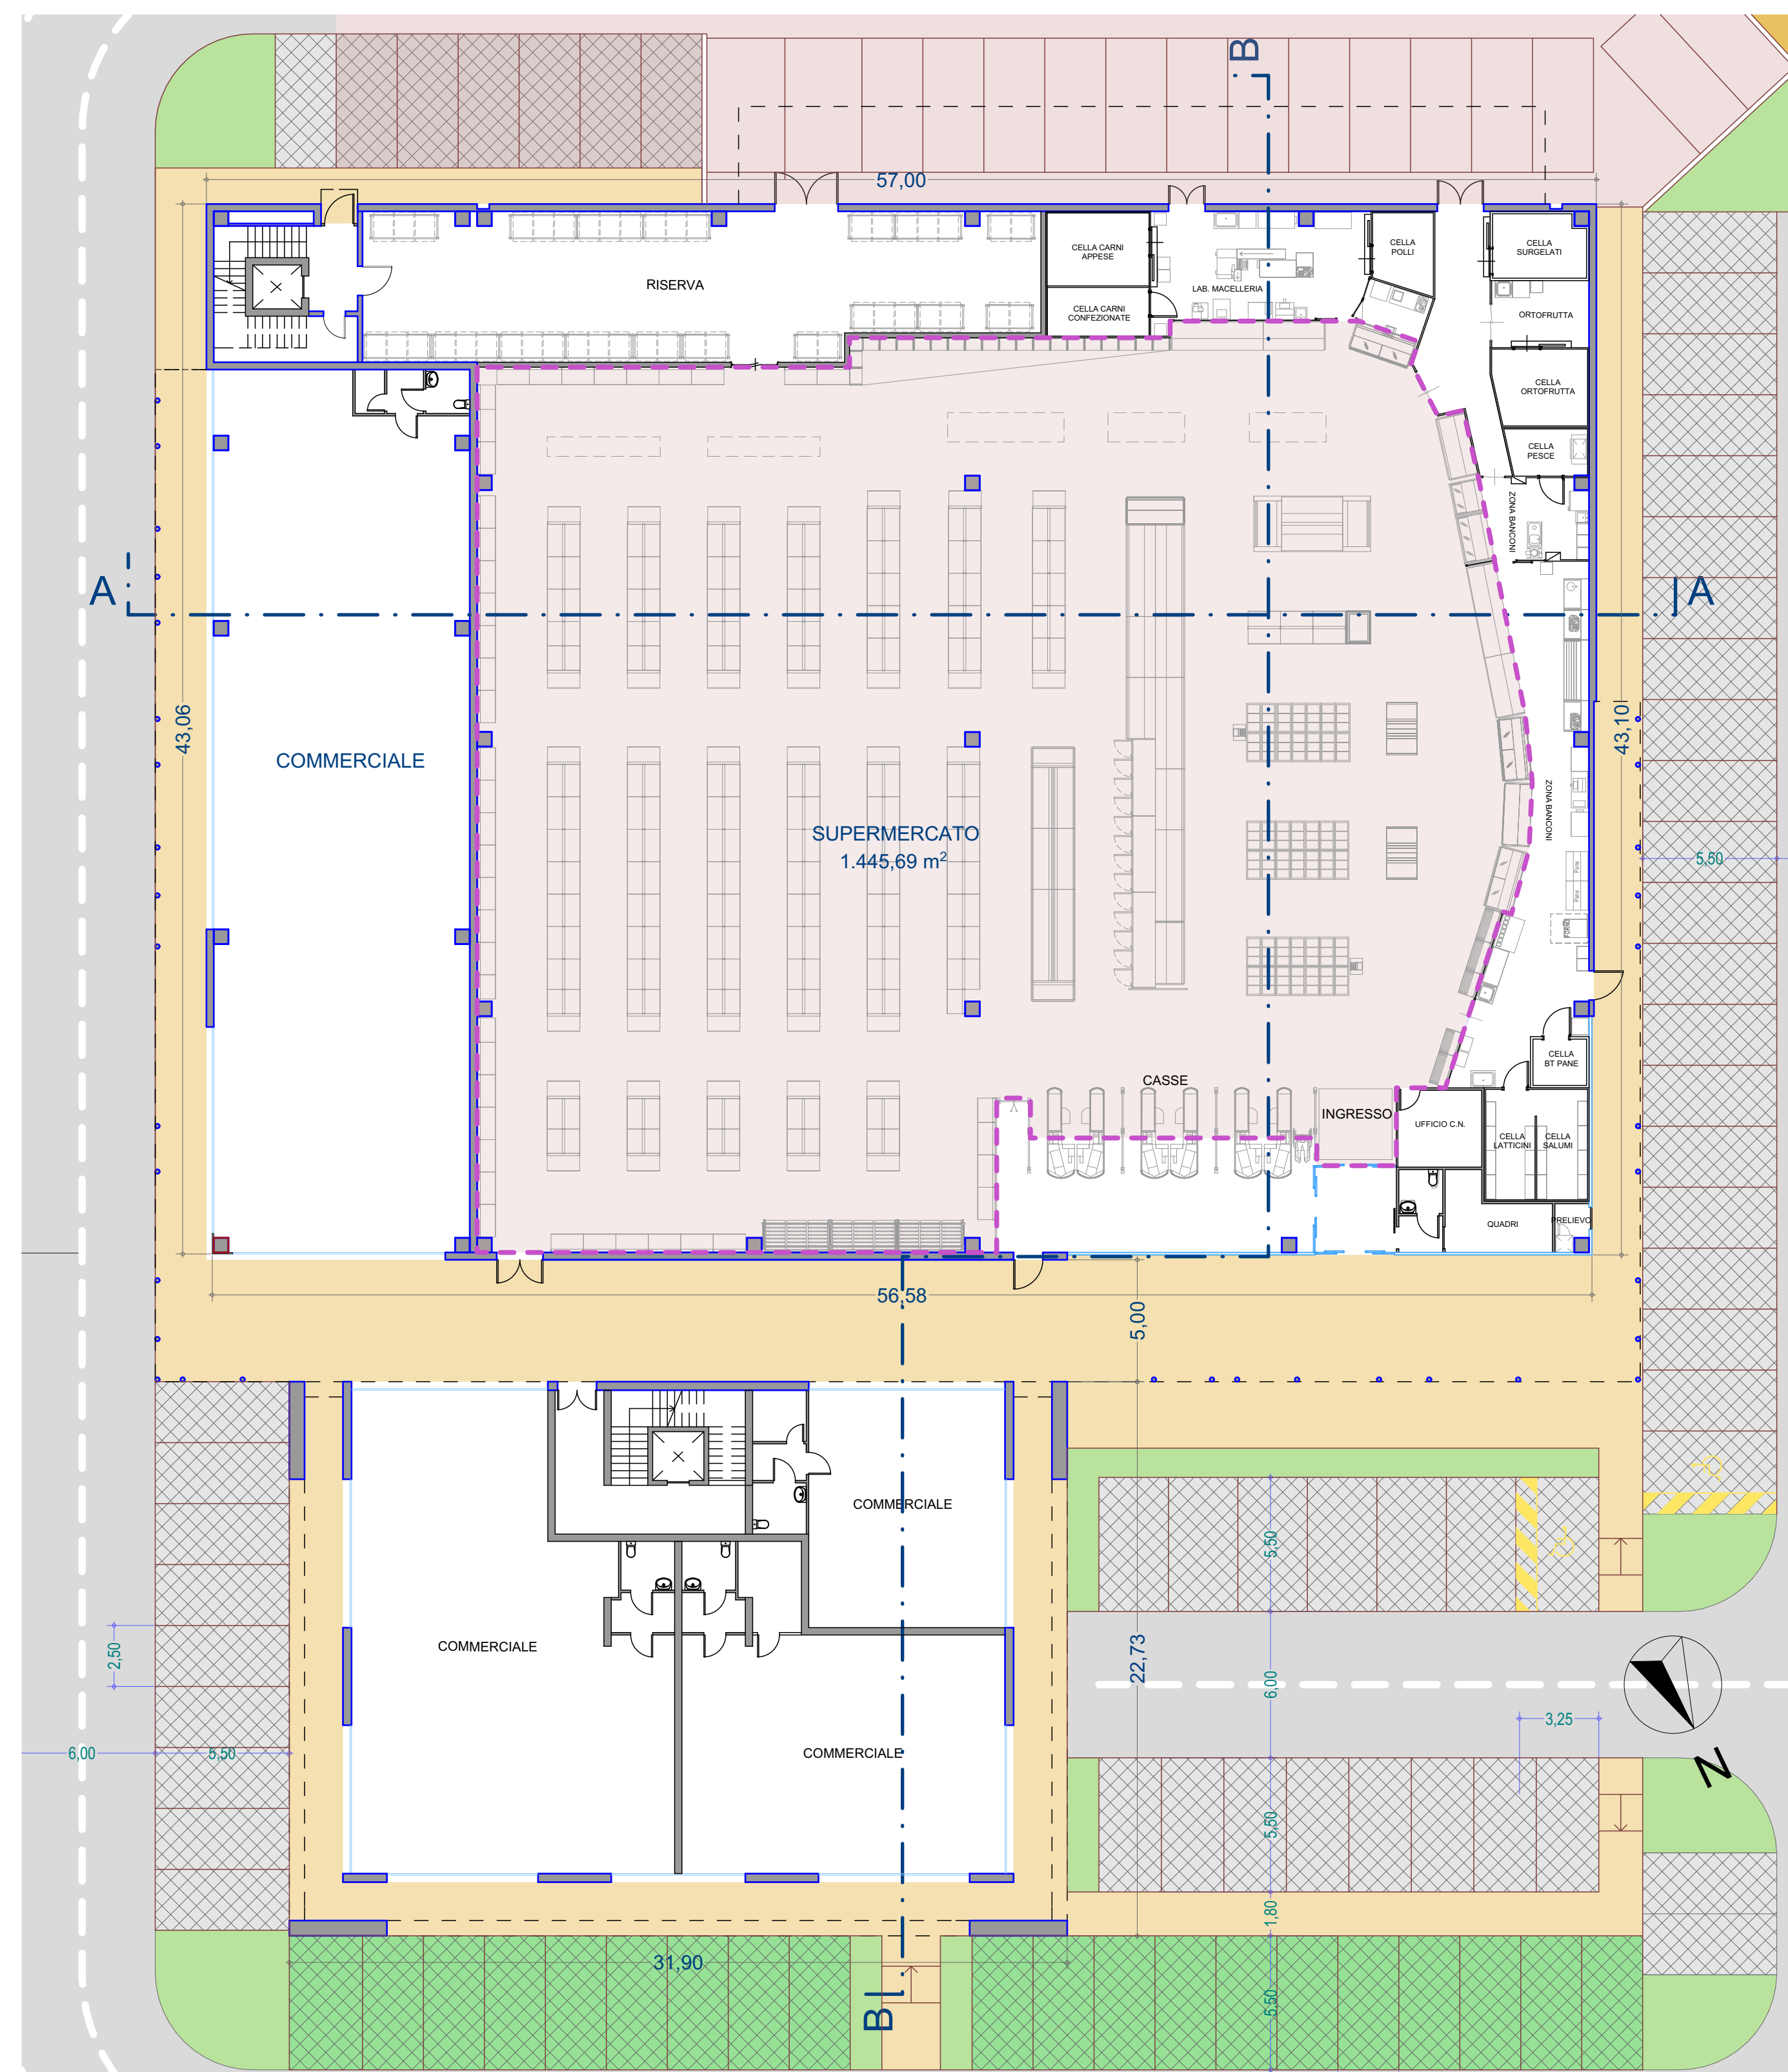 B
57,00
CELLA CARNI
APPESE
CELLA
POLLI
CELLA
SURGELATI
RISERVA
LAB. MACELLERIA
CELLA CARNI
CONFEZIONATE
ORTOFRUTTA
CELLA
ORTOFRUTTA
CELLA
PESCE
ZONA BANCONI
A
A
43,06
43,10
COMMERCIALE
SUPERMERCATO
1.445,69 m²
ZONA BANCONI
5,50
Pane
Pane
FORNO
CELLA
BT PANE
CASSE
INGRESSO
UFFICIO C.N.
CELLA
LATTICINI
CELLA
SALUMI
QUADRI
PRELIEVO
56,58
5,00
COMMERCIALE
5,50
COMMERCIALE
2,50
22,73
6,00
3,25
COMMERCIALE
6,00
5,50
N
5,50
1,80
31,90
B
5,50